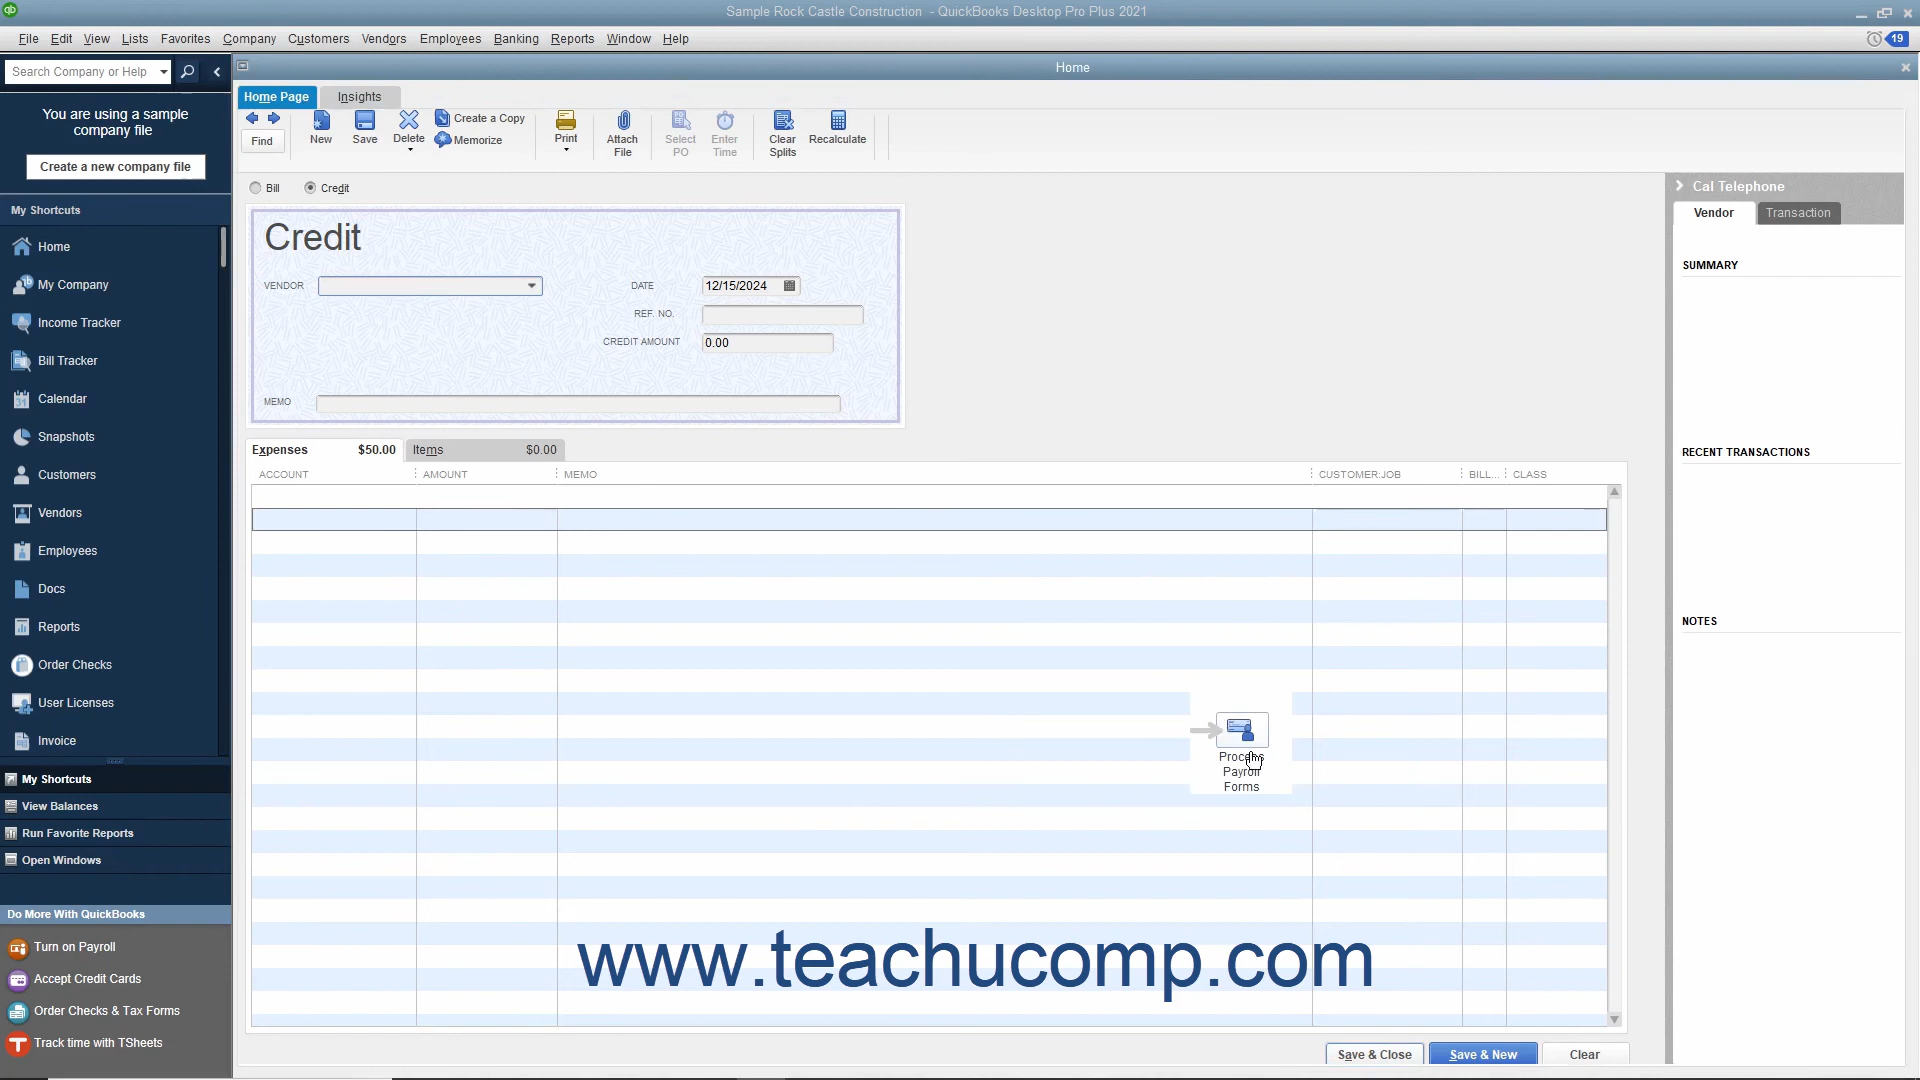 Sample Rock Castle Construction - QuickBooks Desktop Pro Plus 2021
File Edit View Lists Favorites Company Customers Vendors Employees Banking Reports Window Help
19
Search Company or Help
Home
You are using a sample
company file
Create a new company file
My Shortcuts
Home
My Company
Income Tracker
Bill Tracker
31
Calendar
Snapshots
Customers
Vendors
Employees
Docs
Reports
Order Checks
User Licenses
Invoice
My Shortcuts
View Balances
Run Favorite Reports
Open Windows
Do More With QuickBooks
Turn on Payroll
Accept Credit Cards
Order Checks & Tax Forms
Track time with TSheets
Home Page Insights
Find
New
Save
Delete
Create a Copy
Memorize
Print
Attach
File
Select
PO
Enter
Time
Clear
Splits
Recalculate
Bill Credit
Credit
VENDOR
DATE 12/15/2024
REF. NO.
CREDIT AMOUNT 0.00
MEMO
Expenses $50.00 Items $0.00
ACCOUNT AMOUNT MEMO CUSTOMER:JOB BILL... CLASS
Process
Payroll
Forms
www.teachucomp.com
Save & Close Save & New Clear
Cal Telephone
Vendor Transaction
SUMMARY
RECENT TRANSACTIONS
NOTES